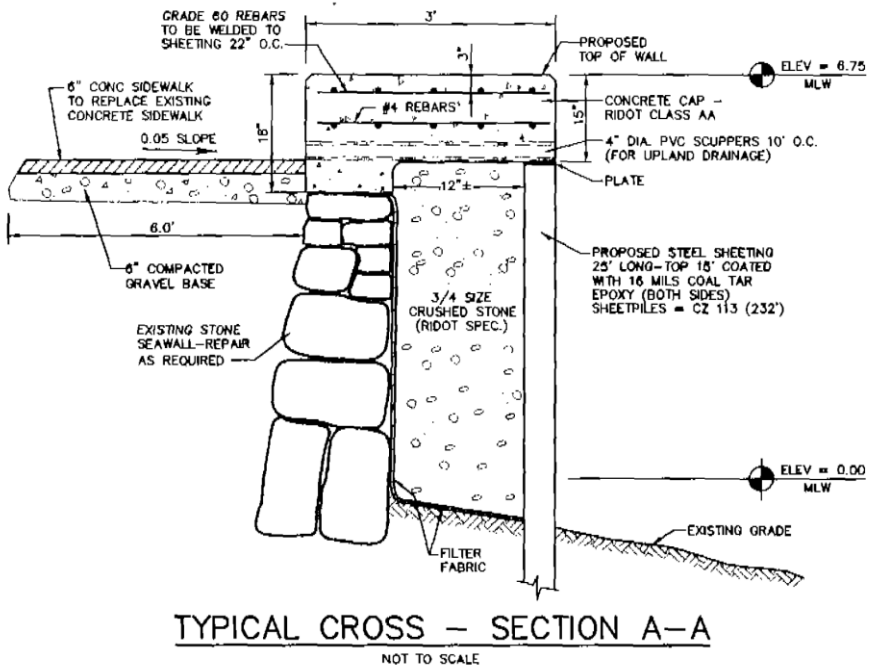 GRADE 60 REBARS
TO BE WELDED TO
SHEETING 22" O.C.
3'
3"
PROPOSED
TOP OF WALL
ELEV = 6.75
MLW
6" CONC SIDEWALK
TO REPLACE EXISTING
CONCRETE SIDEWALK
0.05 SLOPE
18"
#4 REBARS
15"
CONCRETE CAP -
RIDOT CLASS AA
4" DIA. PVC SCUPPERS 10' O.C.
(FOR UPLAND DRAINAGE)
PLATE
12"±
6.0'
6" COMPACTED
GRAVEL BASE
3/4 SIZE
CRUSHED STONE
(RIDOT SPEC.)
PROPOSED STEEL SHEETING
25' LONG-TOP 15' COATED
WITH 16 MILS COAL TAR
EPOXY (BOTH SIDES)
SHEETPILES = CZ 113 (232')
EXISTING STONE
SEAWALL-REPAIR
AS REQUIRED
ELEV = 0.00
MLW
EXISTING GRADE
FILTER
FABRIC
TYPICAL CROSS - SECTION A-A
NOT TO SCALE